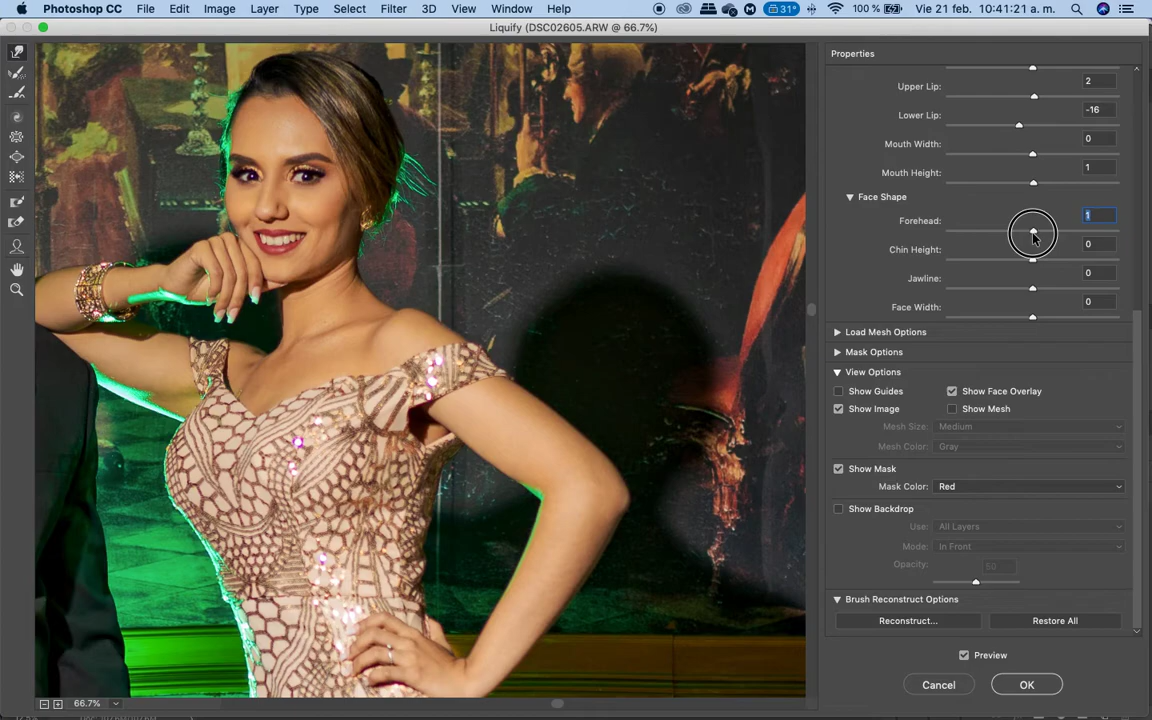 Photoshop CC File Edit Image Layer Type Select Filter 3D View Window Help 31° 100 % Vie 21 feb. 10:41:21 a. m.
Liquify (DSC02605.ARW @ 66.7%)
Properties
Upper Lip: 2
Lower Lip: -16
Mouth Width: 0
Mouth Height: 1
Face Shape
Forehead: 1
Chin Height: 0
Jawline: 0
Face Width: 0
Load Mesh Options
Mask Options
View Options
Show Guides Show Face Overlay
Show Image Show Mesh
Mesh Size: Medium
Mesh Color: Gray
Show Mask
Mask Color: Red
Show Backdrop
Use: All Layers
Mode: In Front
Opacity: 50
Brush Reconstruct Options
Reconstruct... Restore All
Preview
Cancel OK
66.7%